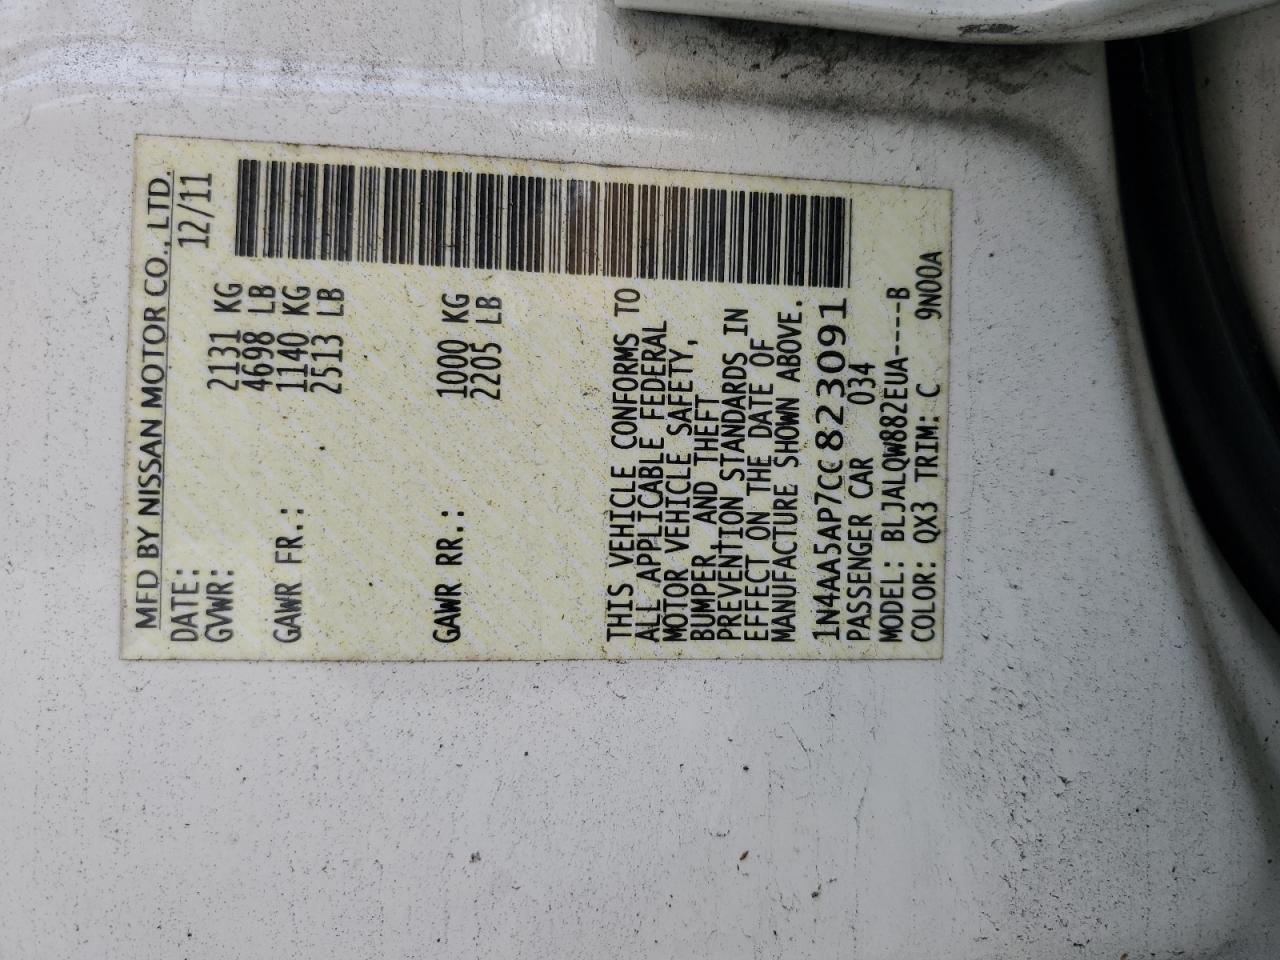 MFD BY NISSAN MOTOR CO., LTD.
DATE: 12/11
GVWR: 2131 KG
4698 LB
GAWR FR.: 1140 KG
2513 LB
GAWR RR.: 1000 KG
2205 LB
THIS VEHICLE CONFORMS TO
ALL APPLICABLE FEDERAL
MOTOR VEHICLE SAFETY,
BUMPER, AND THEFT
PREVENTION STANDARDS IN
EFFECT ON THE DATE OF
MANUFACTURE SHOWN ABOVE.
1N4AA5AP7CC823091
PASSENGER CAR 034
MODEL: BLJALQW882EUA----B
COLOR: QX3 TRIM: C 9N00A